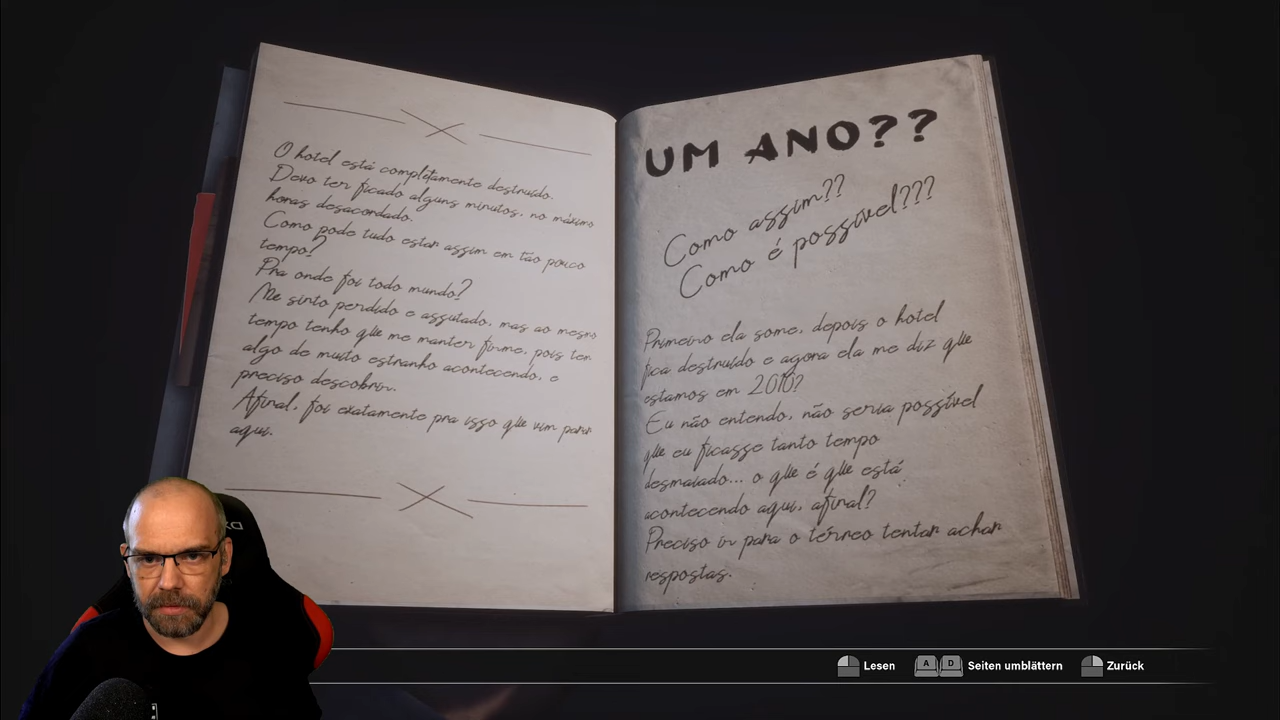 O hotel está completamente destruído.
Devo ter ficado alguns minutos, no máximo
horas desacordado.
Como pode tudo estar assim em tão pouco
tempo?
Pra onde foi todo mundo?
Me sinto perdido e assutado, mas ao mesmo
tempo tenho que me manter firme, pois tem
algo de muito estranho acontecendo, e
preciso descobrir.
Afinal, foi exatamente pra isso que vim parar
aqui.
UM ANO??
Como assim??
Como é possível???
Primeiro ela some, depois o hotel
fica destruído e agora ela me diz que
estamos em 2010?
Eu não entendo, não seria possível
que eu ficasse tanto tempo
desmaiado... o que é que está
acontecendo aqui, afinal?
Preciso ir para o térreo tentar achar
respostas.
A D
Lesen Seiten umblättern Zurück